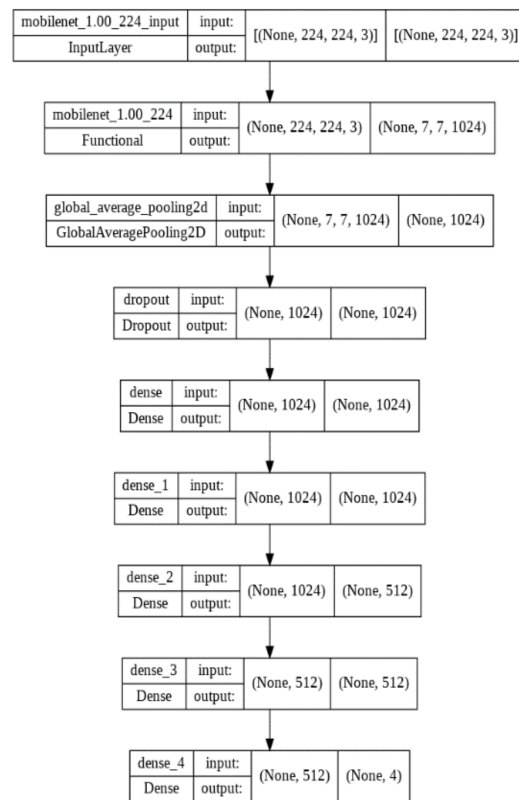 mobilenet_1.00_224_input input: [(None, 224, 224, 3)] [(None, 224, 224, 3)]
InputLayer output:
mobilenet_1.00_224 input: (None, 224, 224, 3) (None, 7, 7, 1024)
Functional output:
global_average_pooling2d input: (None, 7, 7, 1024) (None, 1024)
GlobalAveragePooling2D output:
dropout input: (None, 1024) (None, 1024)
Dropout output:
dense input: (None, 1024) (None, 1024)
Dense output:
dense_1 input: (None, 1024) (None, 1024)
Dense output:
dense_2 input: (None, 1024) (None, 512)
Dense output:
dense_3 input: (None, 512) (None, 512)
Dense output:
dense_4 input: (None, 512) (None, 4)
Dense output: